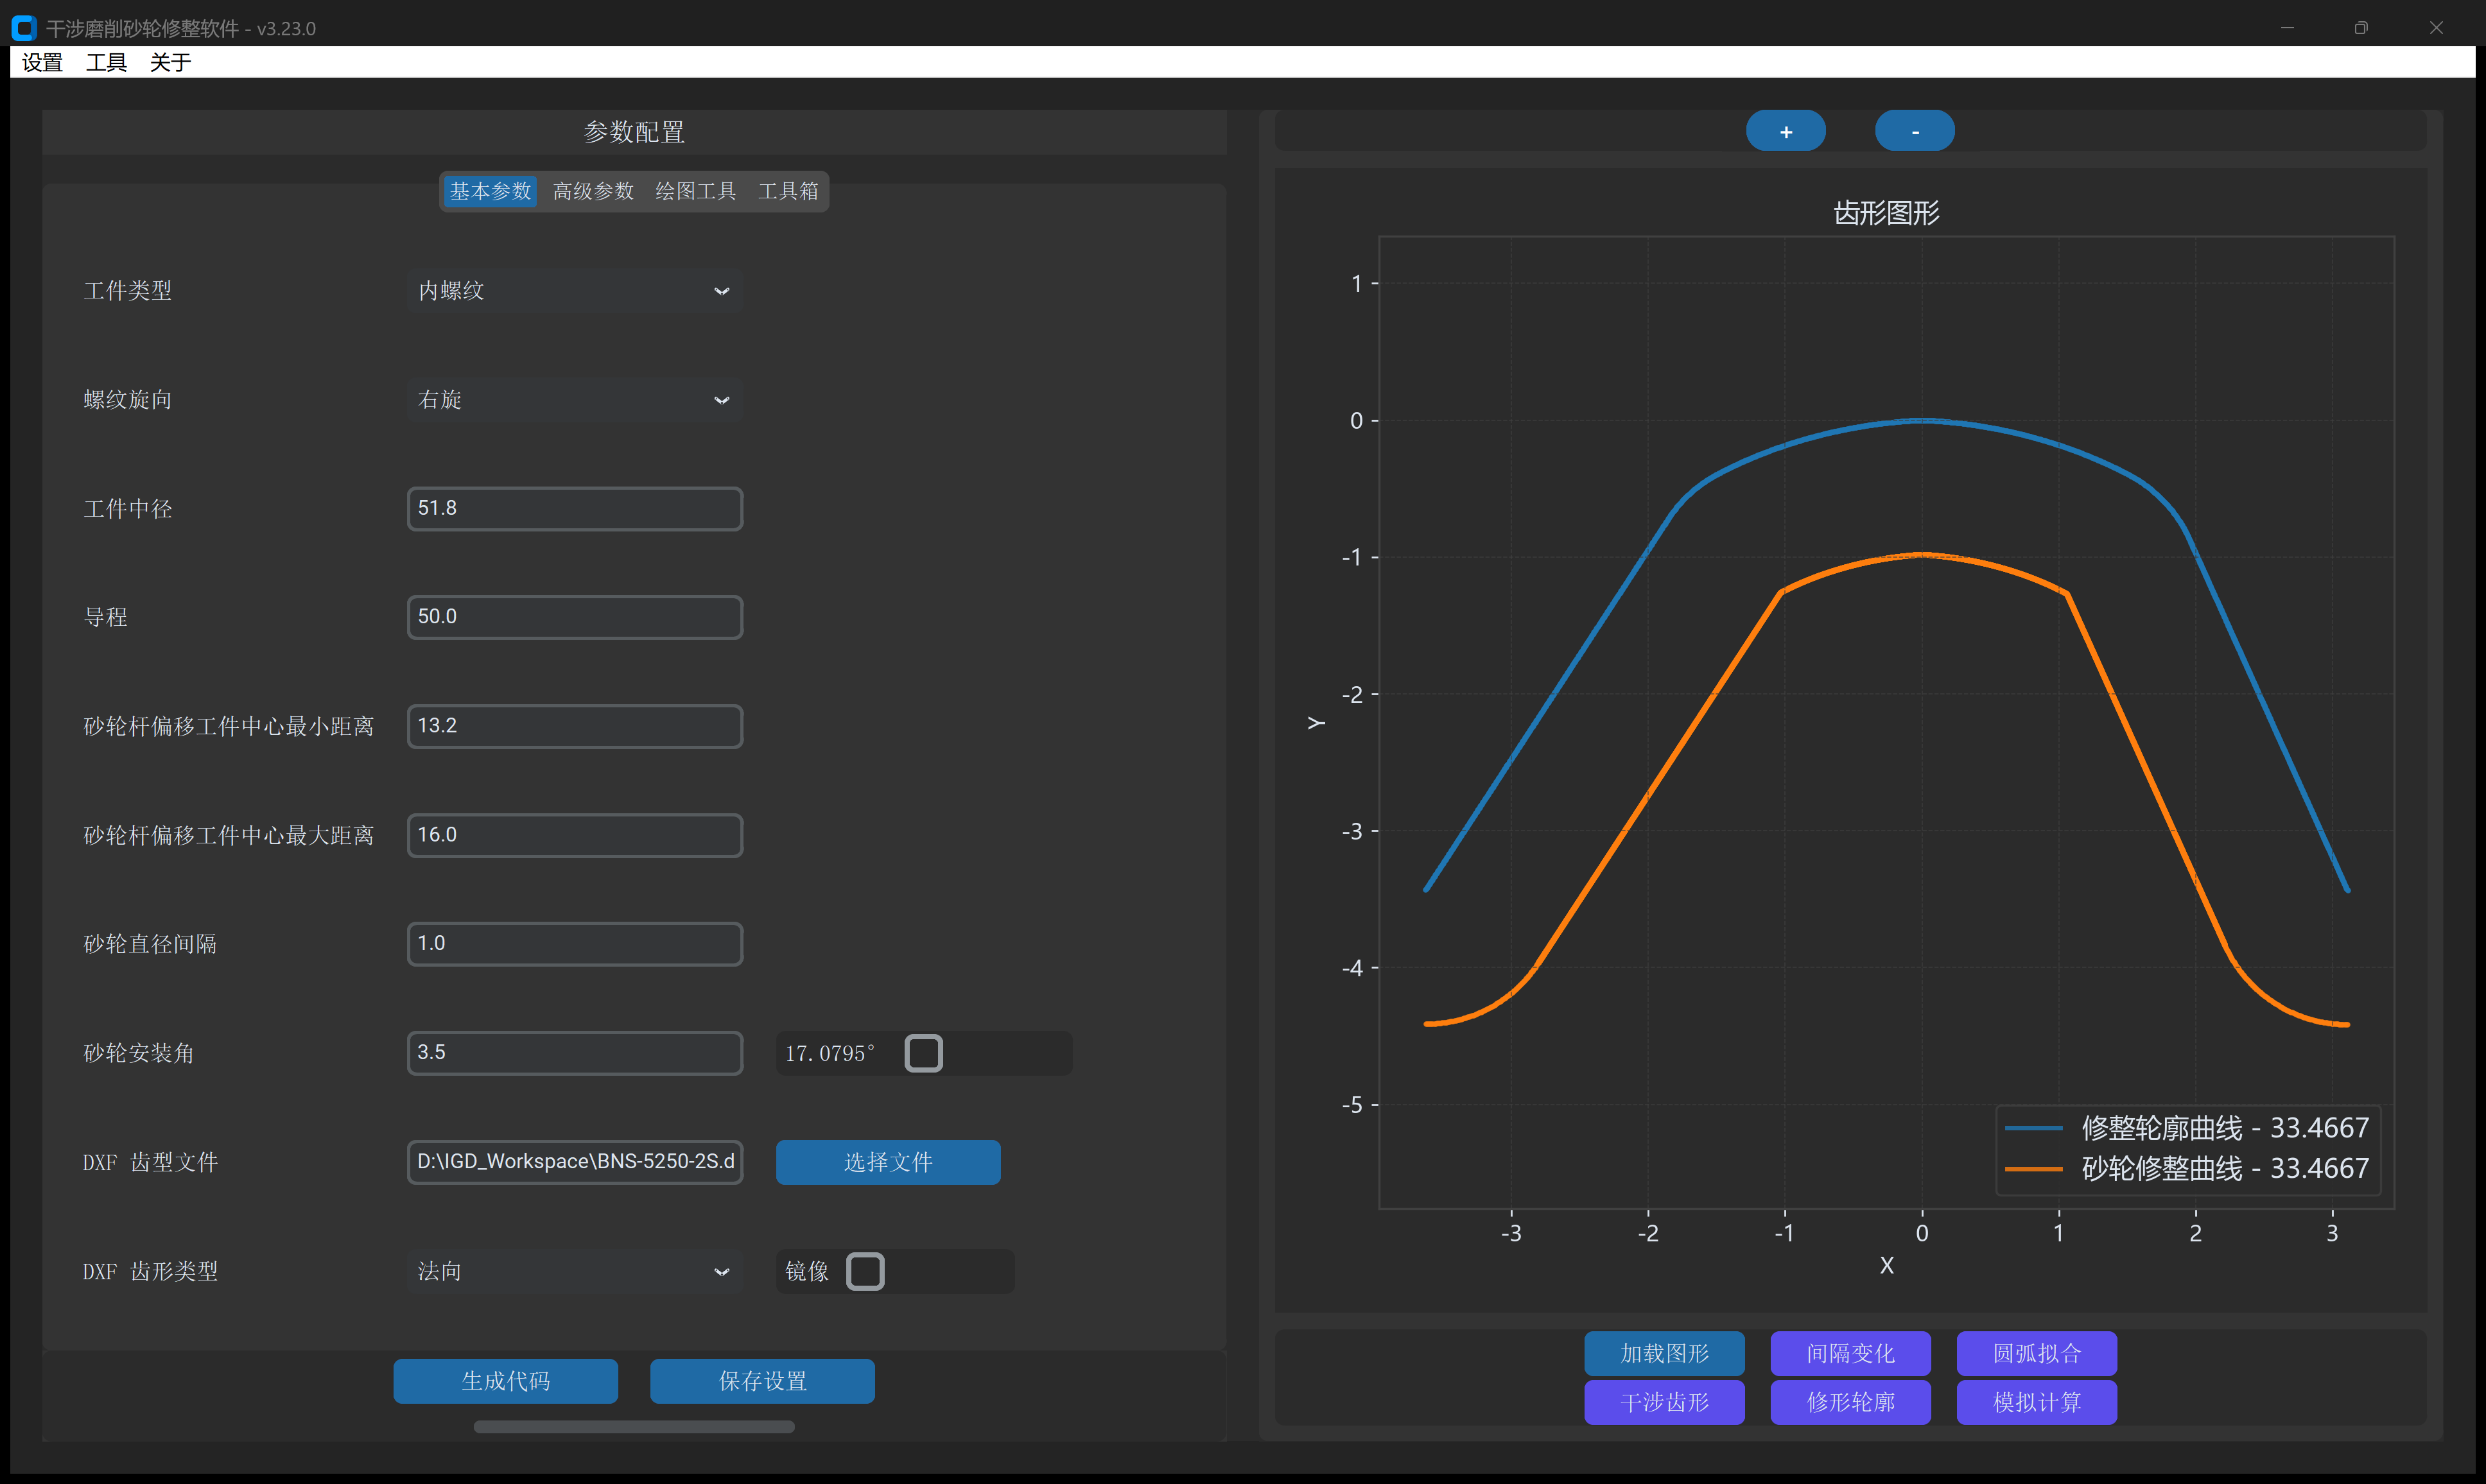 干涉磨削砂轮修整软件 - v3.23.0
设置 工具 关于
参数配置
基本参数 高级参数 绘图工具 工具箱
工件类型 内螺纹
螺纹旋向 右旋
工件中径 51.8
导程 50.0
砂轮杆偏移工件中心最小距离 13.2
砂轮杆偏移工件中心最大距离 16.0
砂轮直径间隔 1.0
砂轮安装角 3.5 17.0795°
DXF 齿型文件 D:\IGD_Workspace\BNS-5250-2S.d 选择文件
DXF 齿形类型 法向 镜像
生成代码 保存设置
+ -
齿形图形
1
0
-1
-2
-3
-4
-5
Y
修整轮廓曲线 - 33.4667
砂轮修整曲线 - 33.4667
-3 -2 -1 0 1 2 3
X
加载图形 间隔变化 圆弧拟合
干涉齿形 修形轮廓 模拟计算